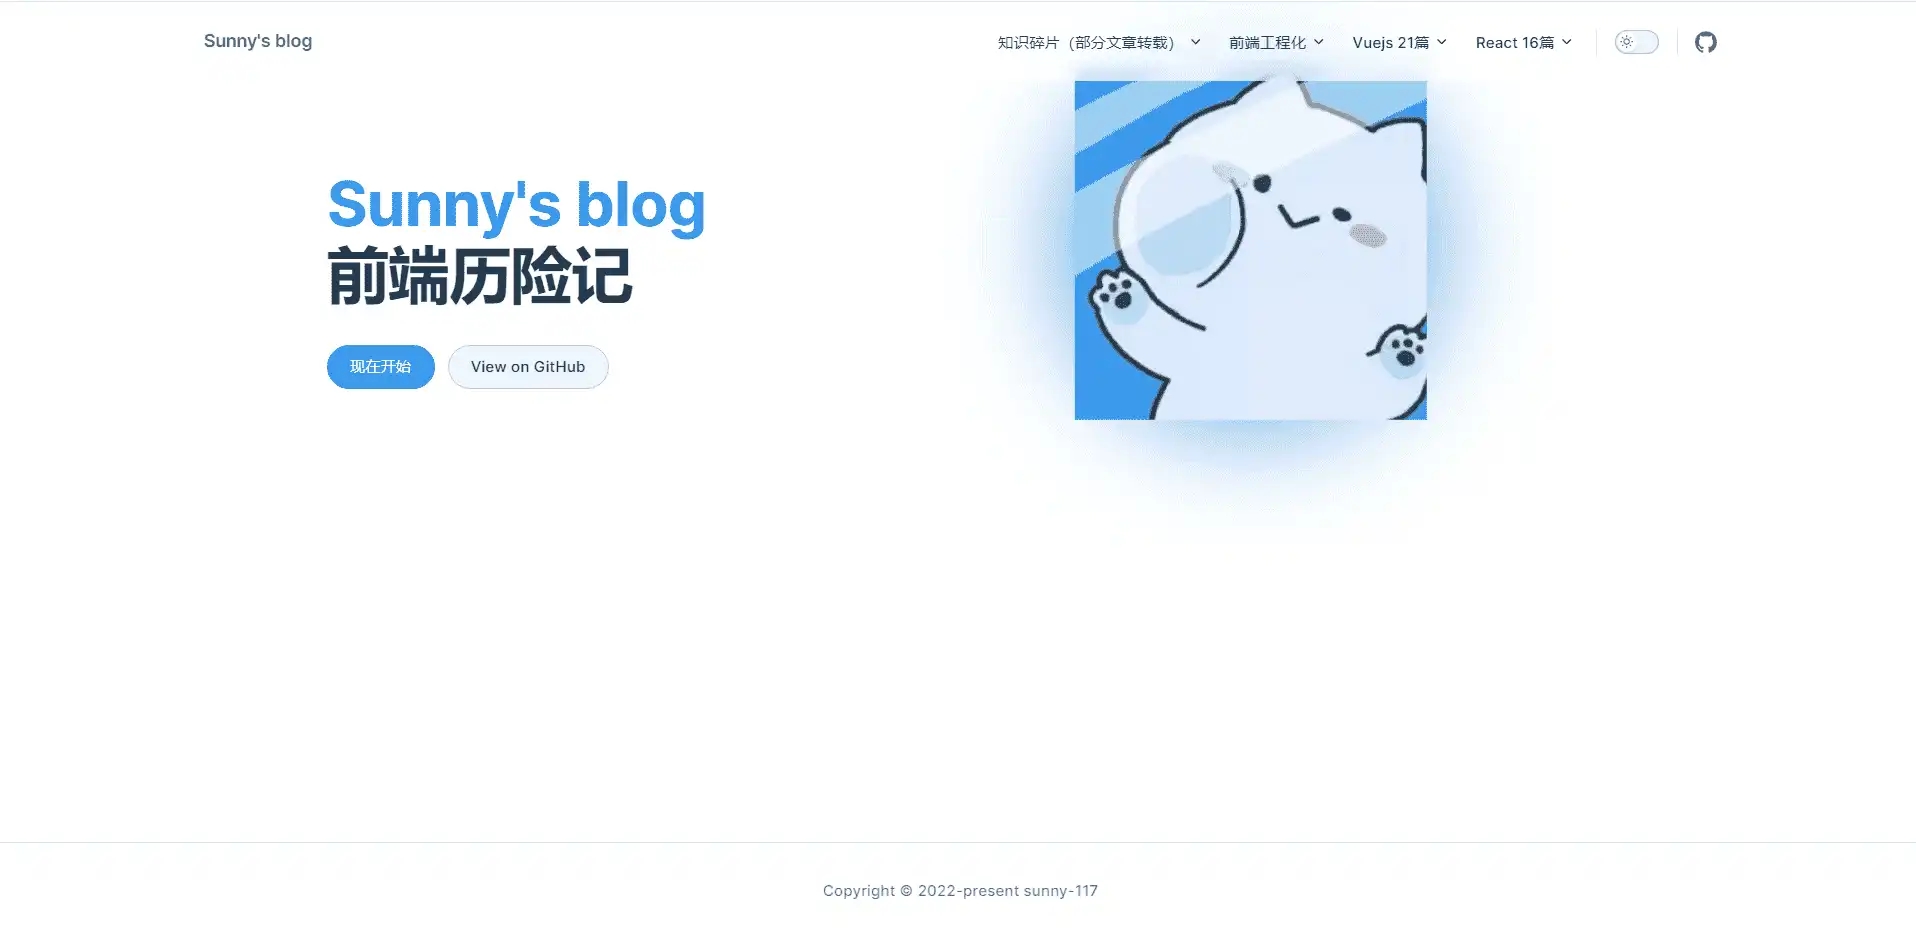 Sunny's blog
知识碎片（部分文章转载）
前端工程化
Vuejs 21篇
React 16篇
Sunny's blog
前端历险记
现在开始
View on GitHub
Copyright © 2022-present sunny-117